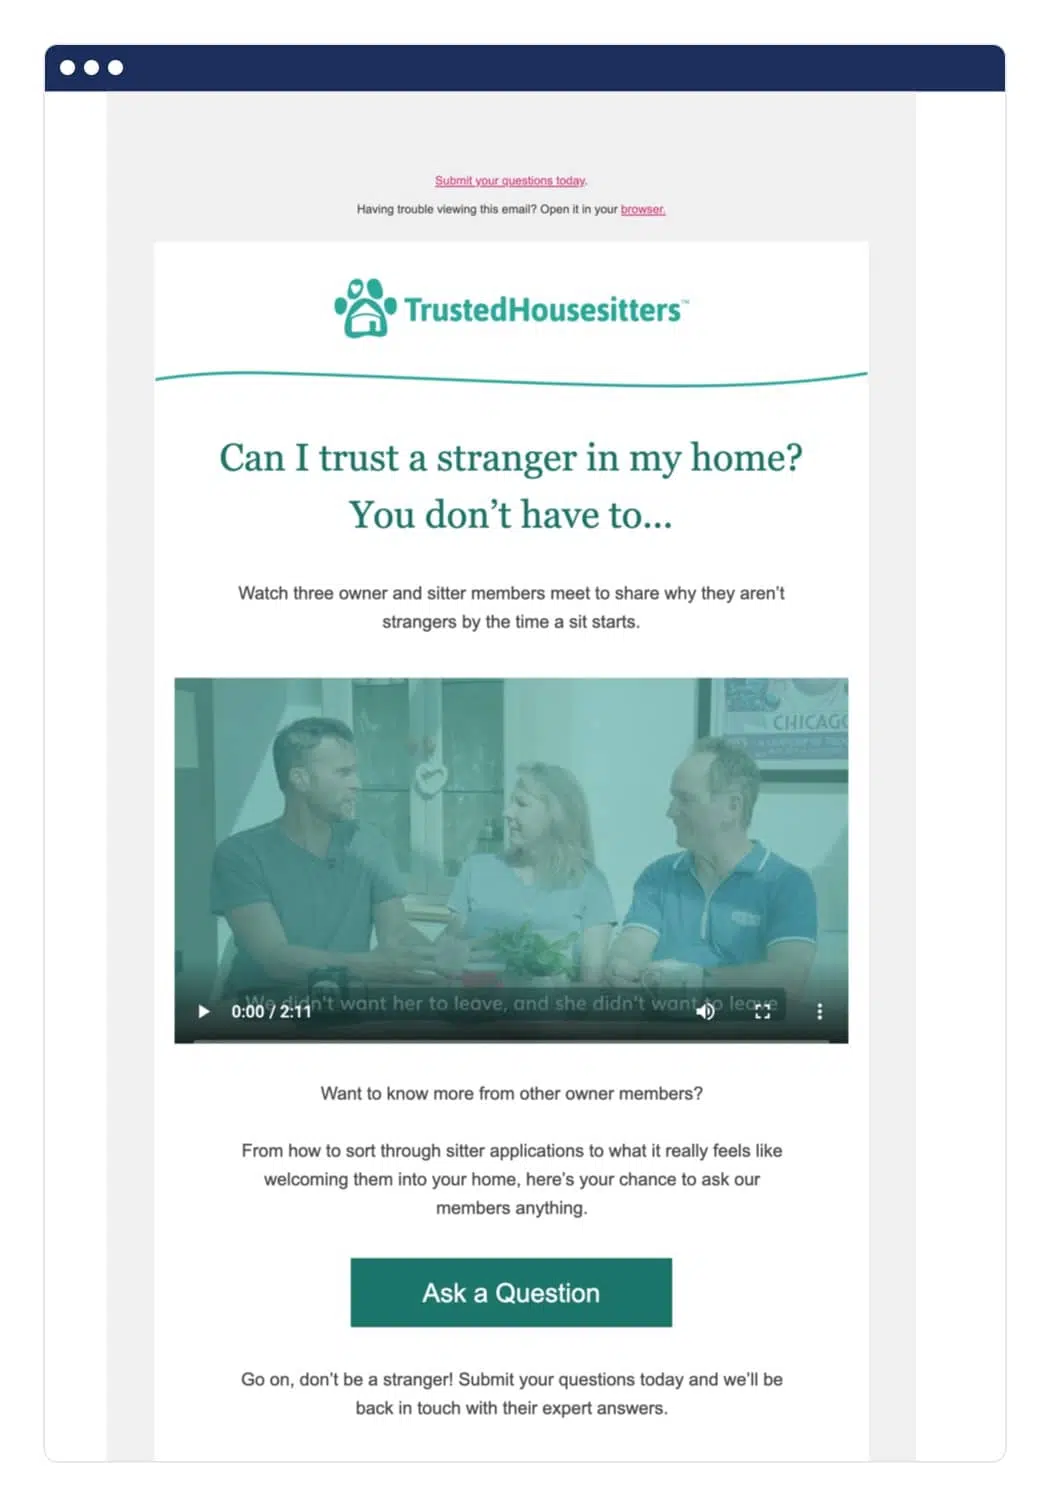 Submit your questions today.
Having trouble viewing this email? Open it in your browser.
TrustedHousesitters™
Can I trust a stranger in my home?
You don’t have to...
Watch three owner and sitter members meet to share why they aren’t
strangers by the time a sit starts.
CHICAGO
We didn't want her to leave, and she didn't want to leave
0:00 / 2:11
Want to know more from other owner members?
From how to sort through sitter applications to what it really feels like
welcoming them into your home, here’s your chance to ask our
members anything.
Ask a Question
Go on, don’t be a stranger! Submit your questions today and we’ll be
back in touch with their expert answers.